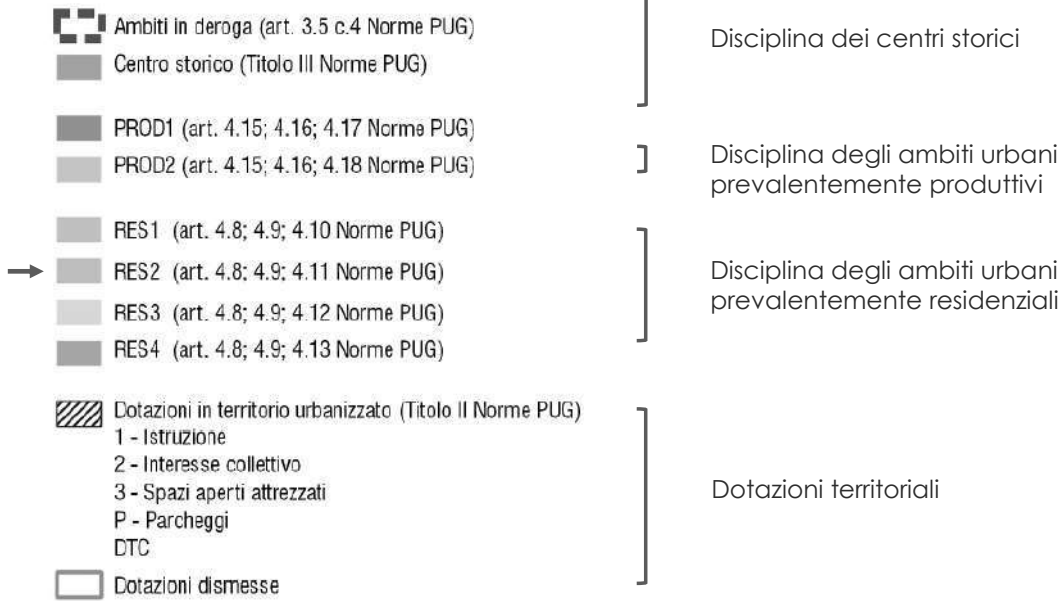 Ambiti in deroga (art. 3.5 c.4 Norme PUG)
Centro storico (Titolo III Norme PUG)
Disciplina dei centri storici
PROD1 (art. 4.15; 4.16; 4.17 Norme PUG)
PROD2 (art. 4.15; 4.16; 4.18 Norme PUG)
Disciplina degli ambiti urbani
prevalentemente produttivi
RES1 (art. 4.8; 4.9; 4.10 Norme PUG)
RES2 (art. 4.8; 4.9; 4.11 Norme PUG)
RES3 (art. 4.8; 4.9; 4.12 Norme PUG)
RES4 (art. 4.8; 4.9; 4.13 Norme PUG)
Disciplina degli ambiti urbani
prevalentemente residenziali
Dotazioni in territorio urbanizzato (Titolo II Norme PUG)
1 - Istruzione
2 - Interesse collettivo
3 - Spazi aperti attrezzati
P - Parcheggi
DTC
Dotazioni dismesse
Dotazioni territoriali